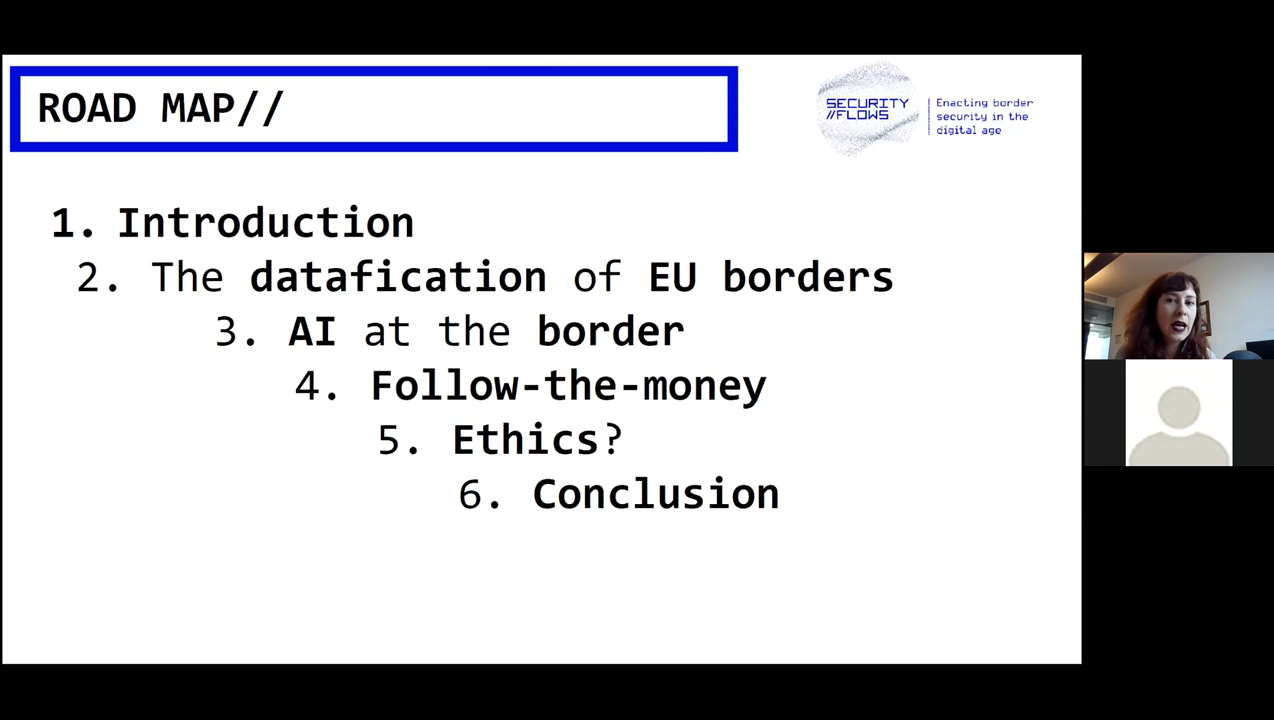 ROAD MAP//
SECURITY
//FLOWS
Enacting border
security in the
digital age
1. Introduction
2. The datafication of EU borders
3. AI at the border
4. Follow-the-money
5. Ethics?
6. Conclusion